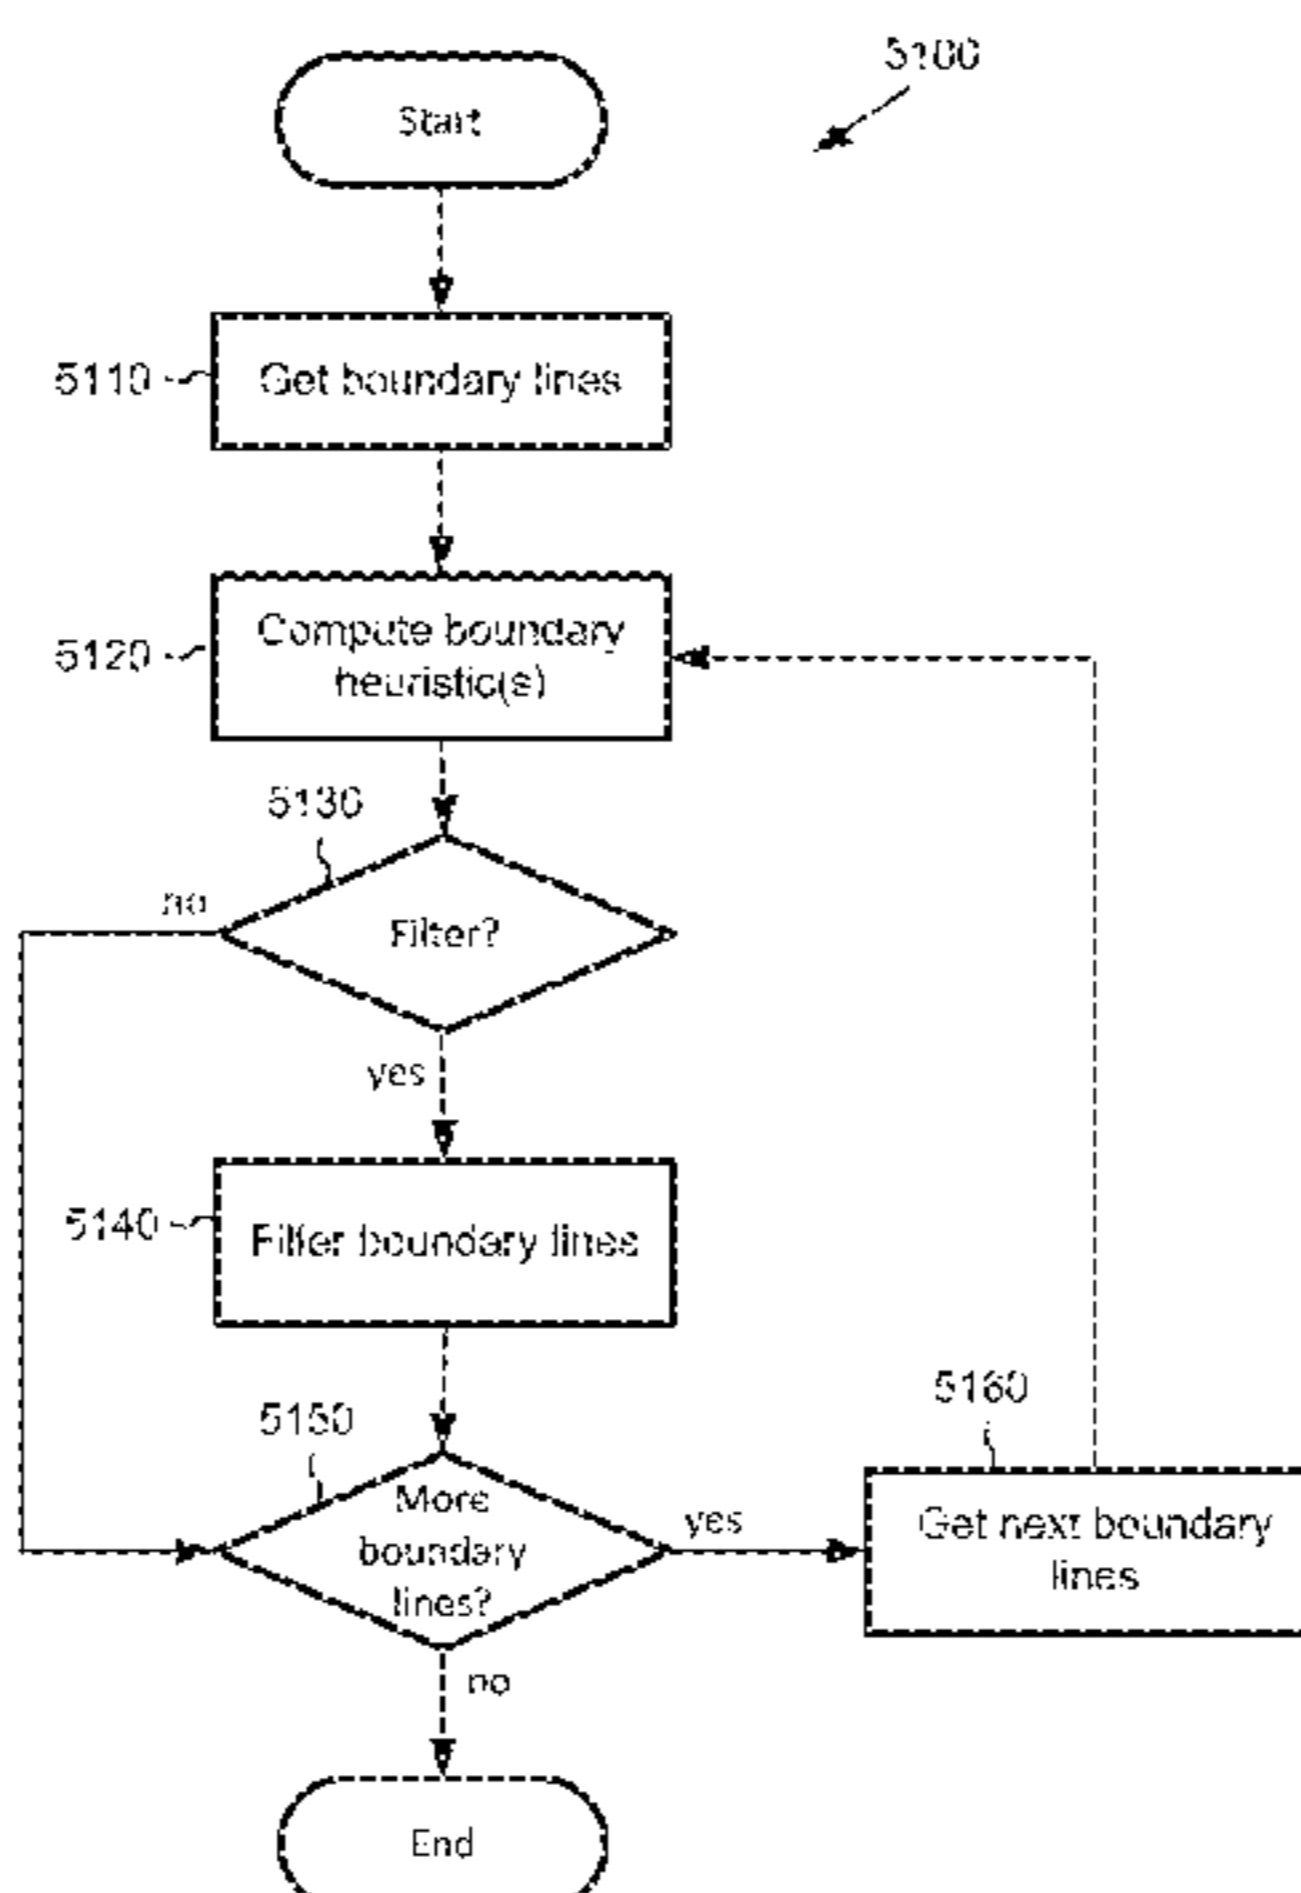 5100
Start
5110
Get boundary lines
5120
Compute boundary
heuristic(s)
5130
no
Filter?
yes
5140
Filter boundary lines
5150
More
boundary
lines?
yes
5160
Get next boundary
lines
no
End